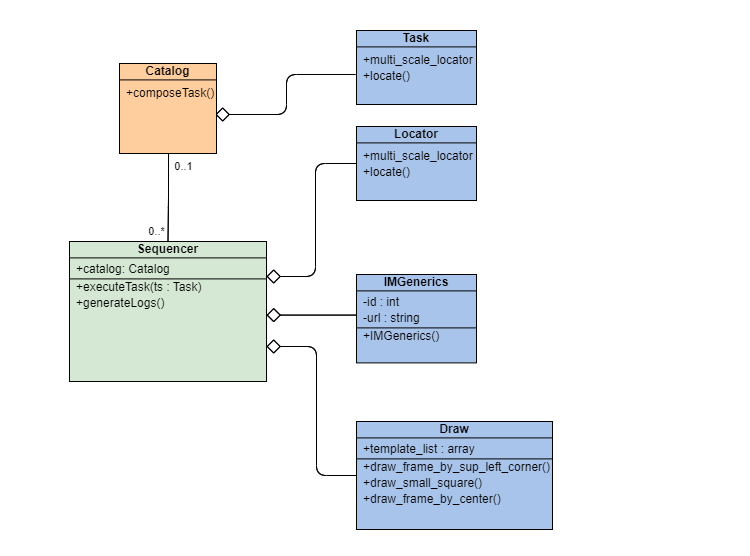 Task
+multi_scale_locator
+locate()
Catalog
+composeTask()
Locator
+multi_scale_locator
+locate()
0..1
0..*
Sequencer
+catalog: Catalog
+executeTask(ts : Task)
+generateLogs()
IMGenerics
-id : int
-url : string
+IMGenerics()
Draw
+template_list : array
+draw_frame_by_sup_left_corner()
+draw_small_square()
+draw_frame_by_center()